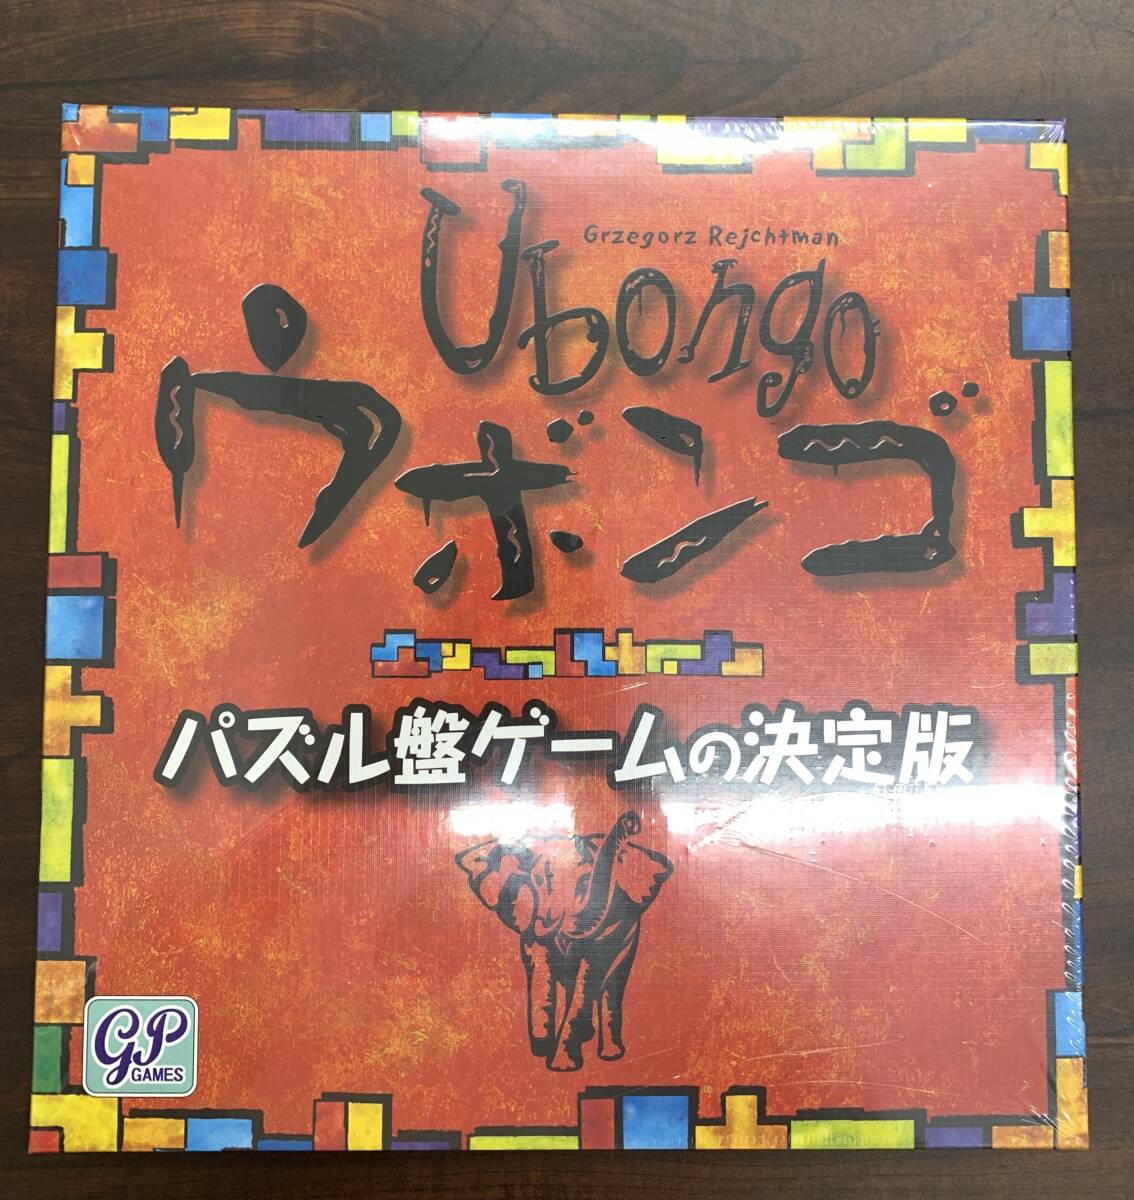 Grzegorz Rejchtman
Ubongo
ウボンゴ
パズル盤ゲームの決定版
GP
GAMES